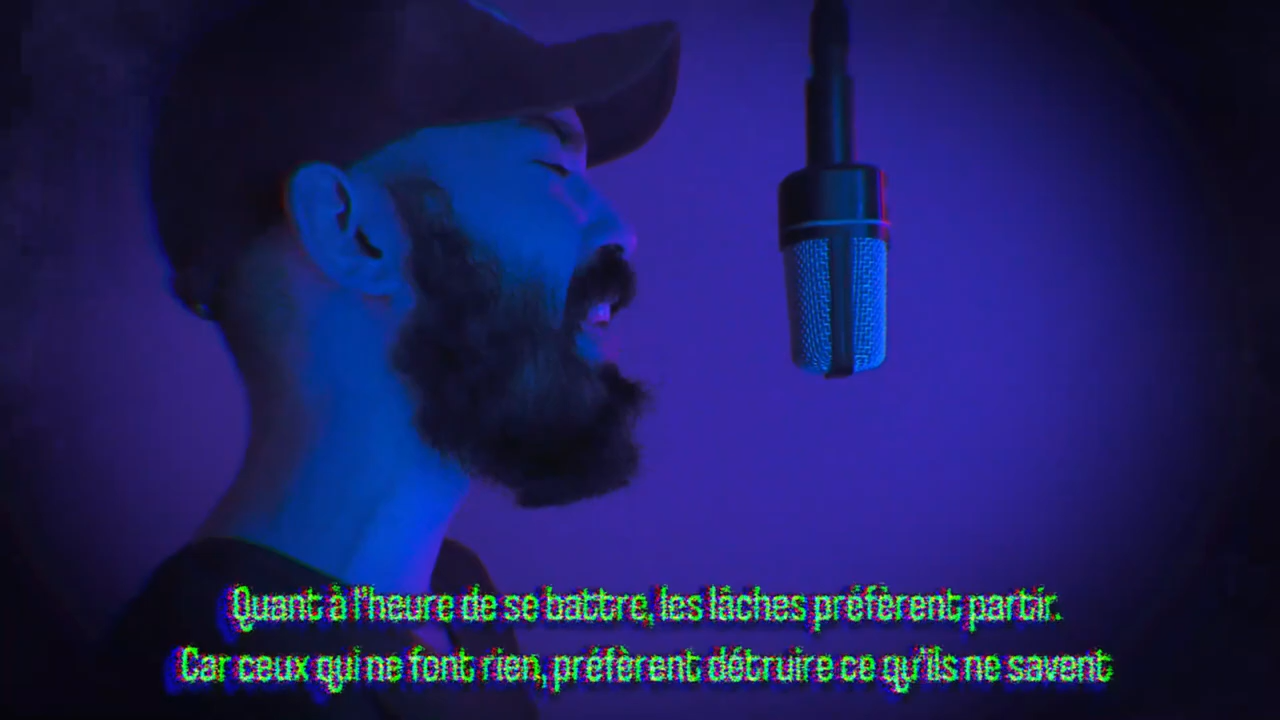 Quant à l'heure de se battre, les lâches préfèrent partir.
Car ceux qui ne font rien, préfèrent détruire ce qu'ils ne savent